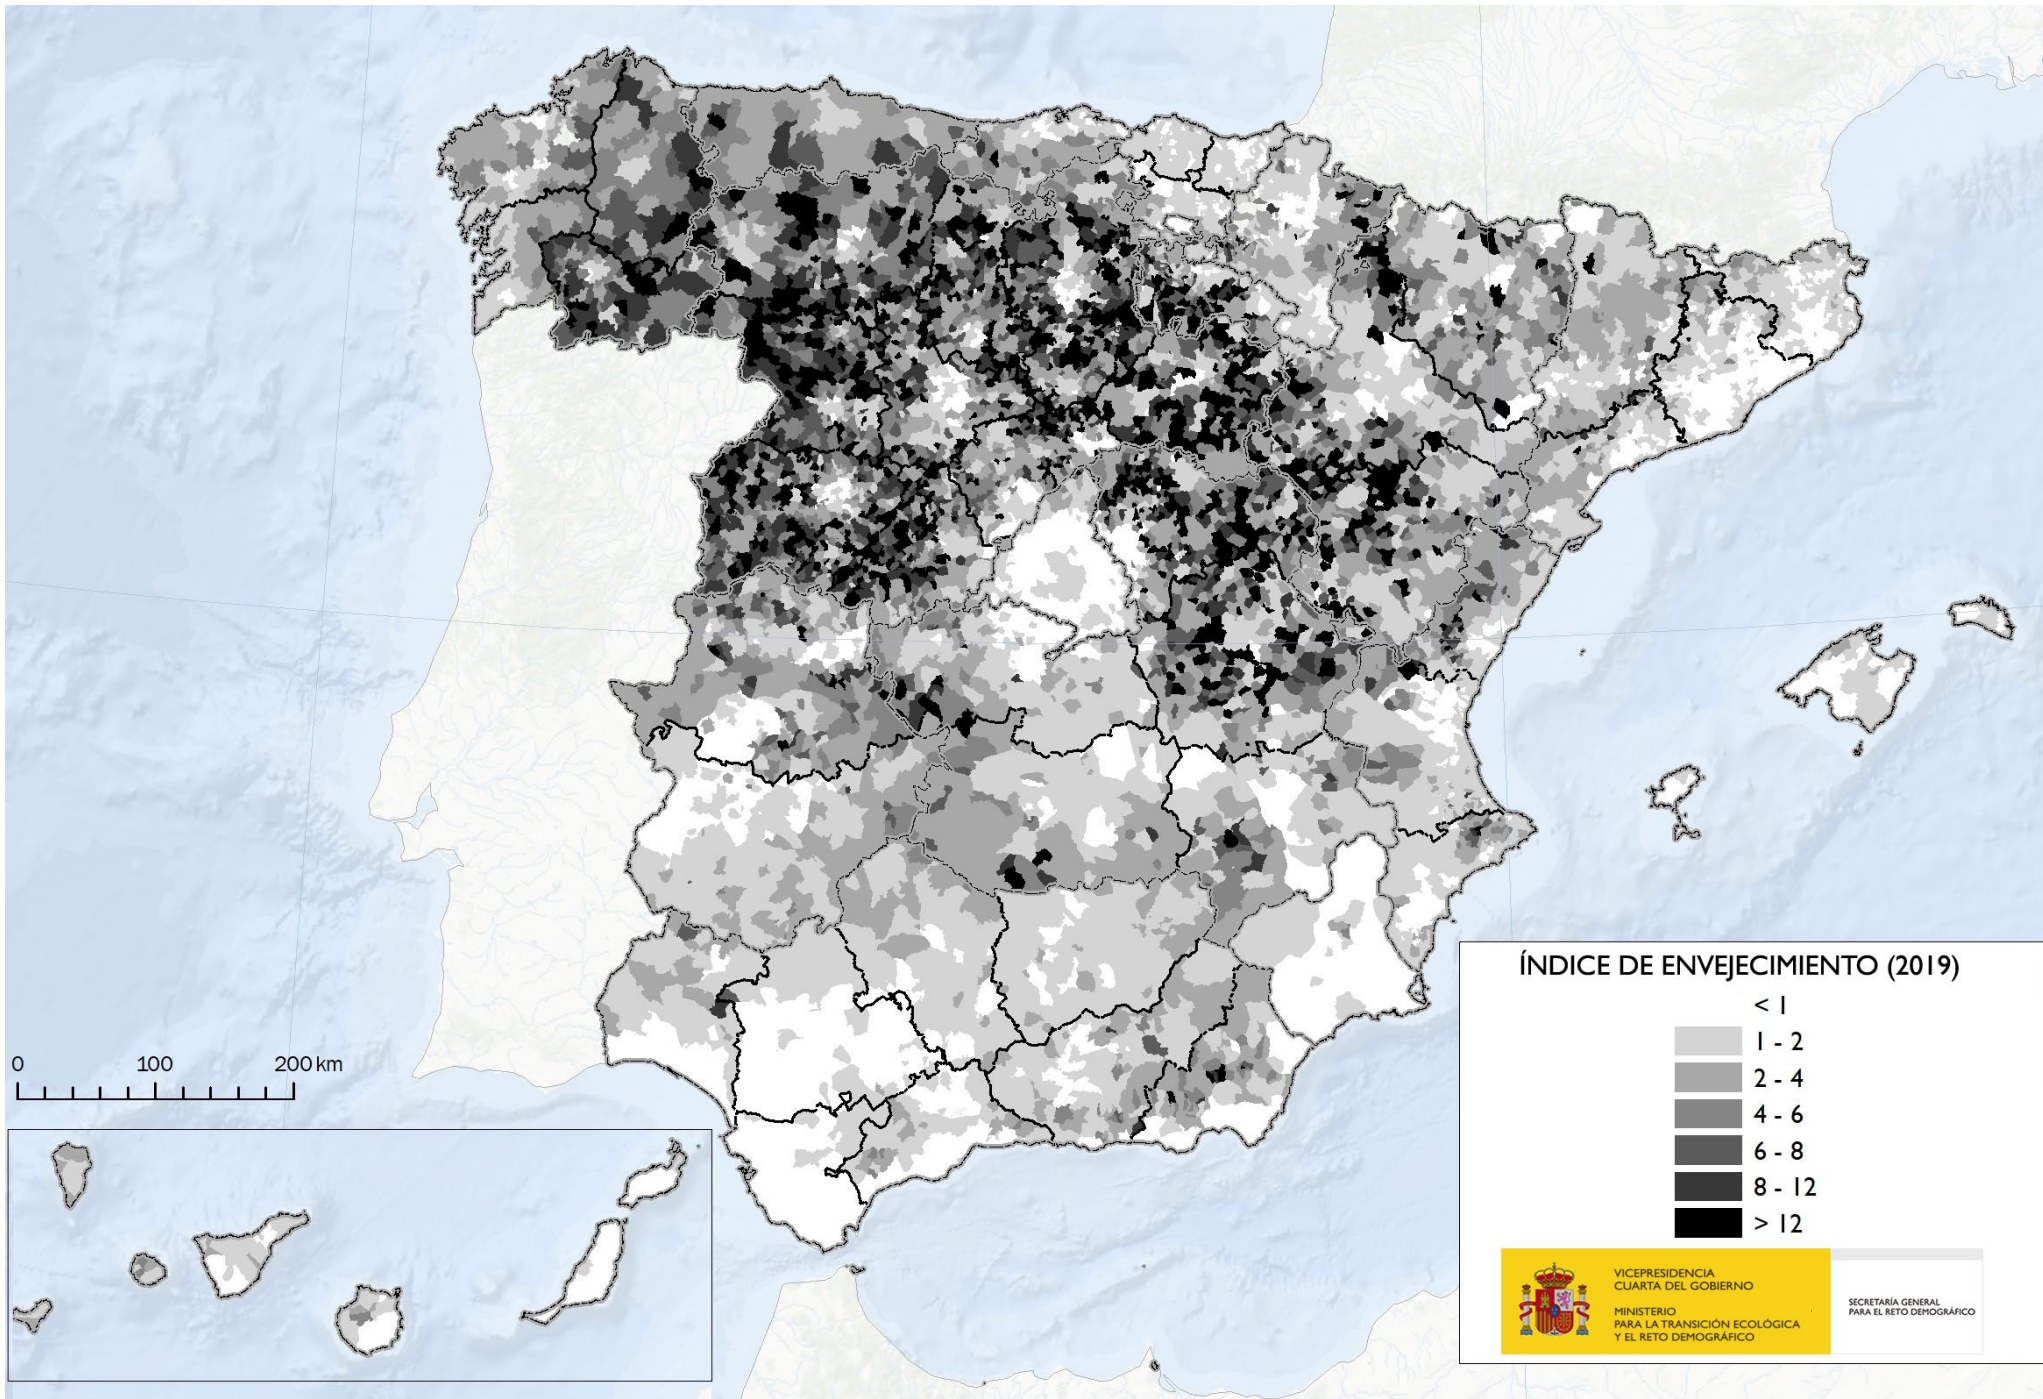 ÍNDICE DE ENVEJECIMIENTO (2019)
< 1
1 - 2
2 - 4
4 - 6
6 - 8
8 - 12
> 12
0 100 200 km
VICEPRESIDENCIA
CUARTA DEL GOBIERNO
MINISTERIO
PARA LA TRANSICIÓN ECOLÓGICA
Y EL RETO DEMOGRÁFICO
SECRETARÍA GENERAL
PARA EL RETO DEMOGRÁFICO